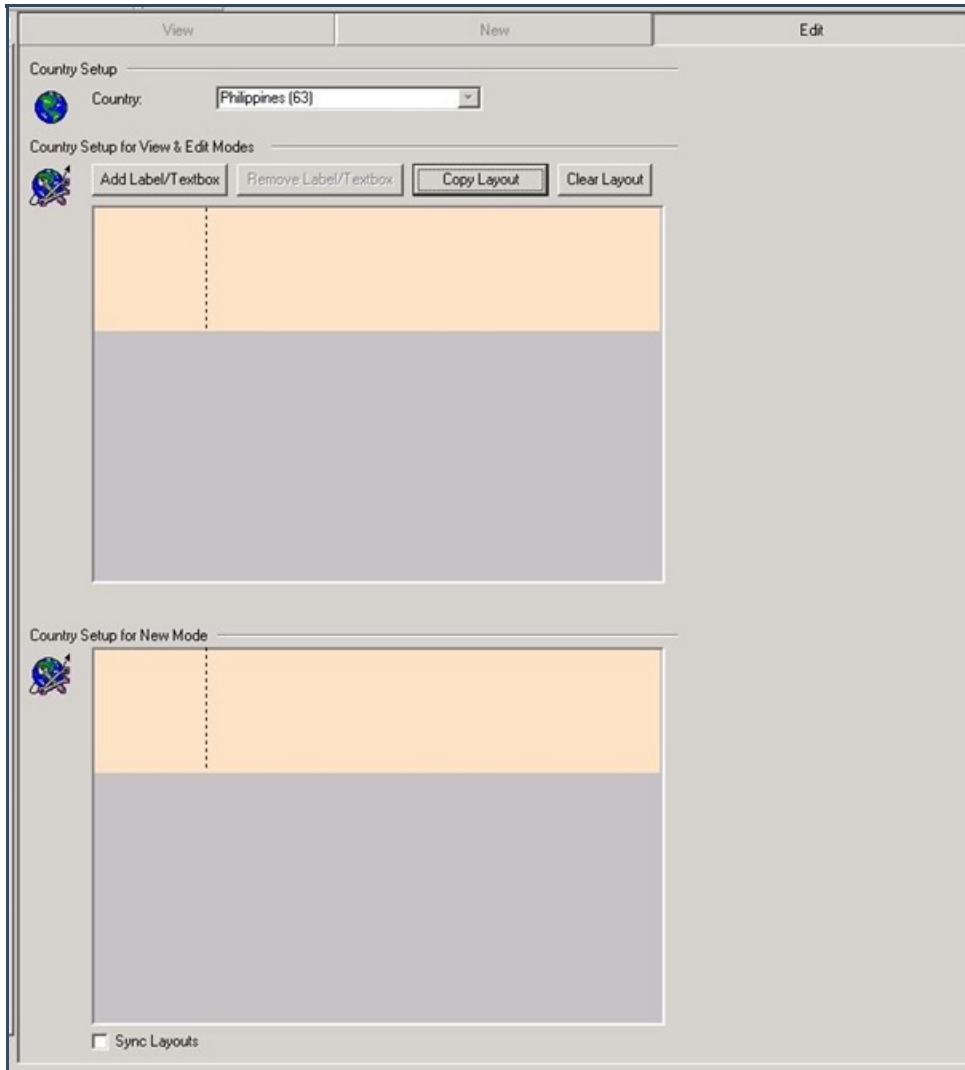 View New Edit
Country Setup
Country: Philippines (63)
Country Setup for View & Edit Modes
Add Label/Textbox Remove Label/Textbox Copy Layout Clear Layout
Country Setup for New Mode
Sync Layouts